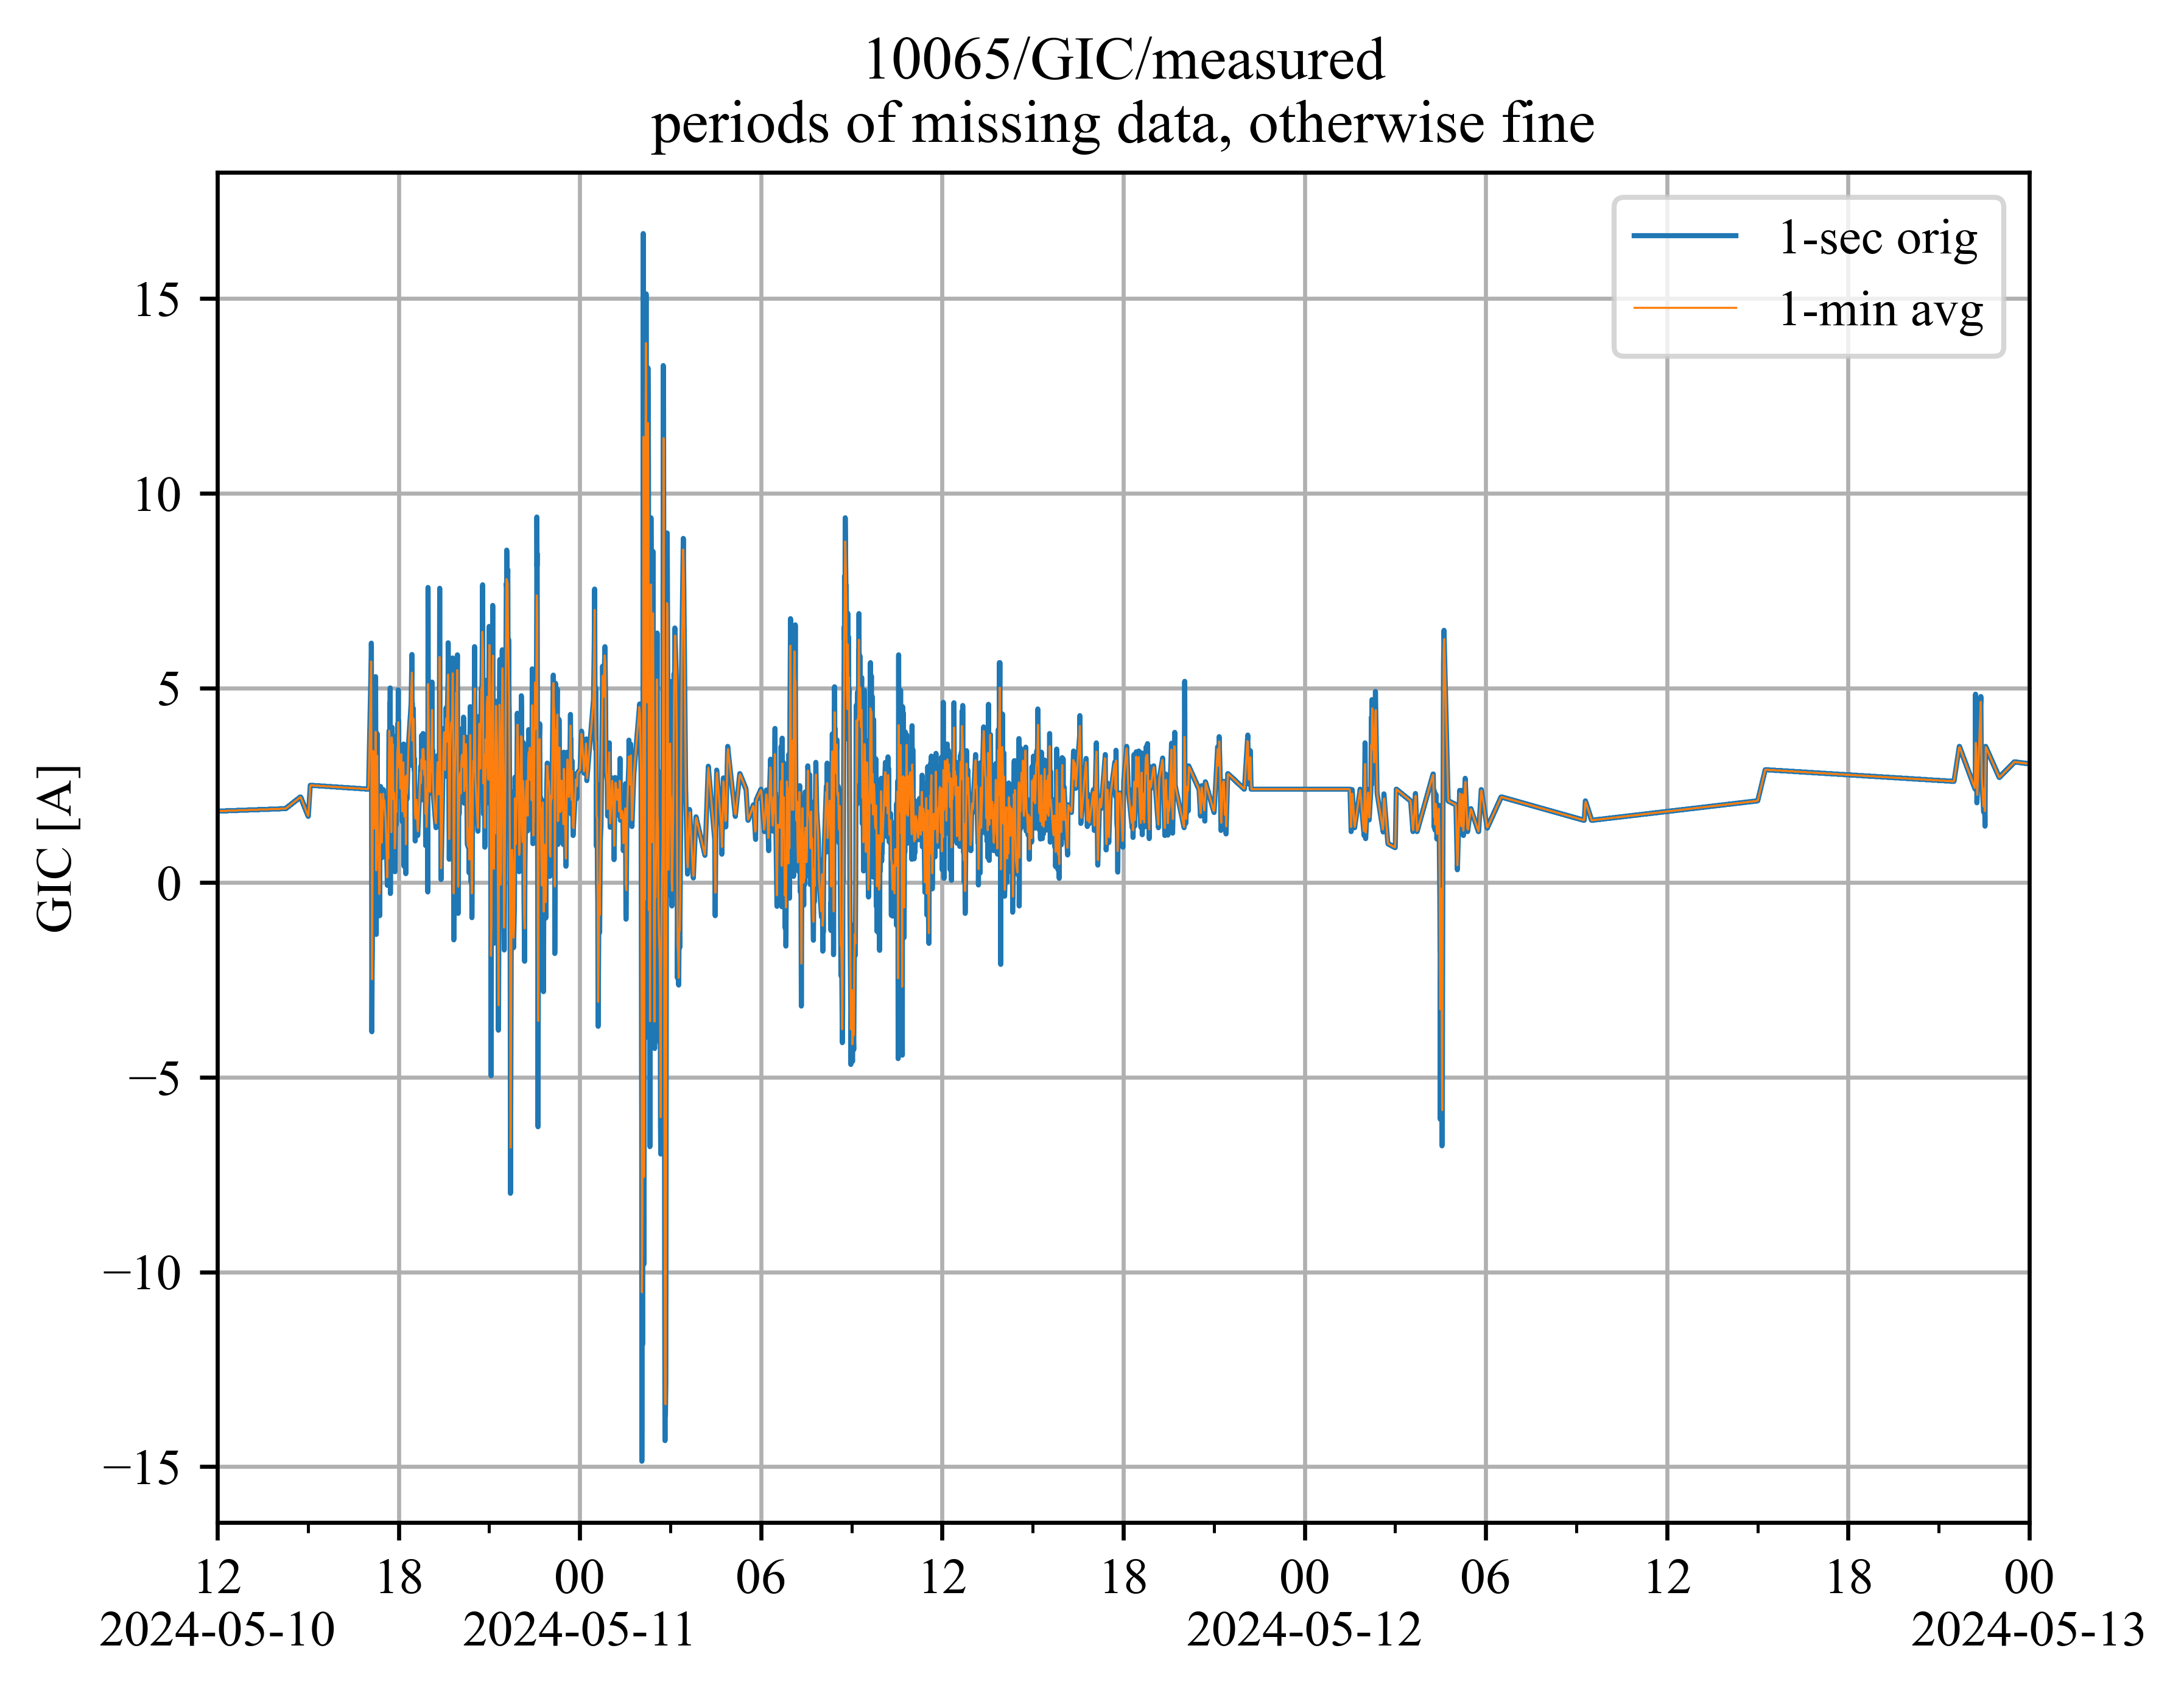 10065/GIC/measured
periods of missing data, otherwise fine
1-sec orig
1-min avg
GIC [A]
15
10
5
0
−5
−10
−15
12 18 00 06 12 18 00 06 12 18 00
2024-05-10 2024-05-11 2024-05-12 2024-05-13